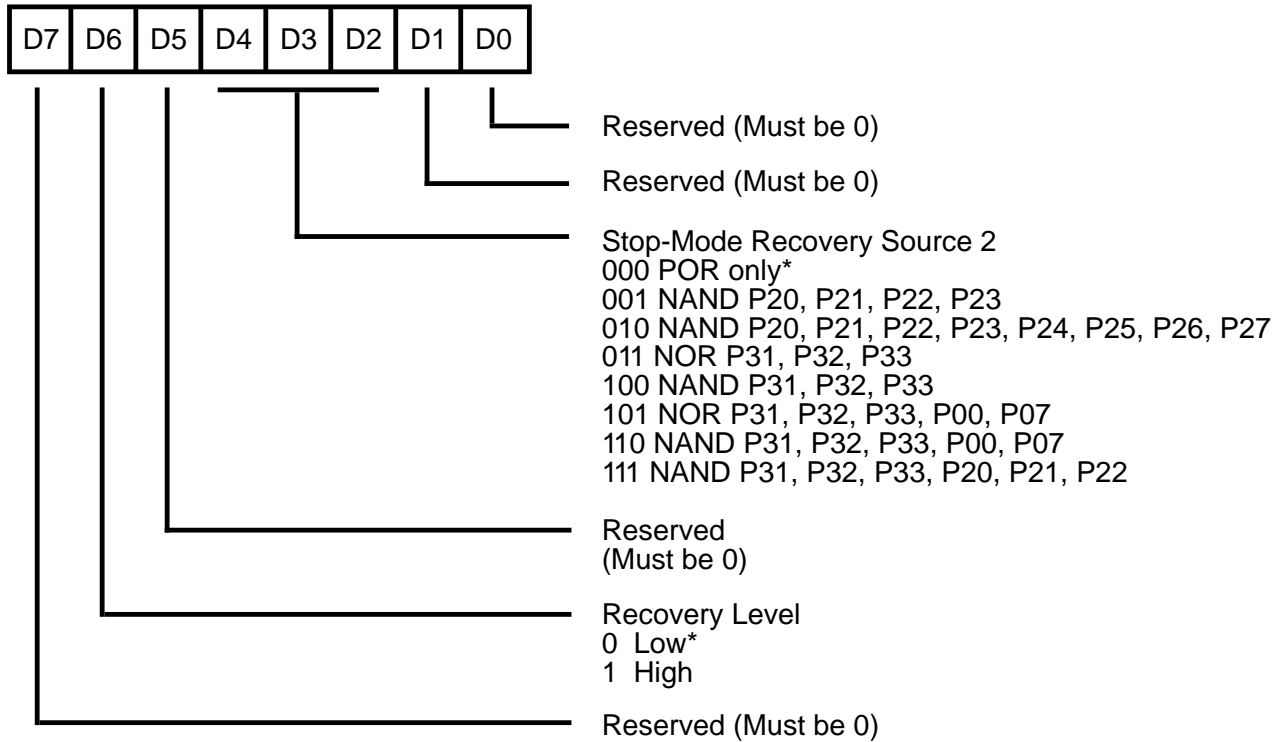 D7 D6 D5 D4 D3 D2 D1 D0
Reserved (Must be 0)
Reserved (Must be 0)
Stop-Mode Recovery Source 2
000 POR only*
001 NAND P20, P21, P22, P23
010 NAND P20, P21, P22, P23, P24, P25, P26, P27
011 NOR P31, P32, P33
100 NAND P31, P32, P33
101 NOR P31, P32, P33, P00, P07
110 NAND P31, P32, P33, P00, P07
111 NAND P31, P32, P33, P20, P21, P22
Reserved
(Must be 0)
Recovery Level
0 Low*
1 High
Reserved (Must be 0)